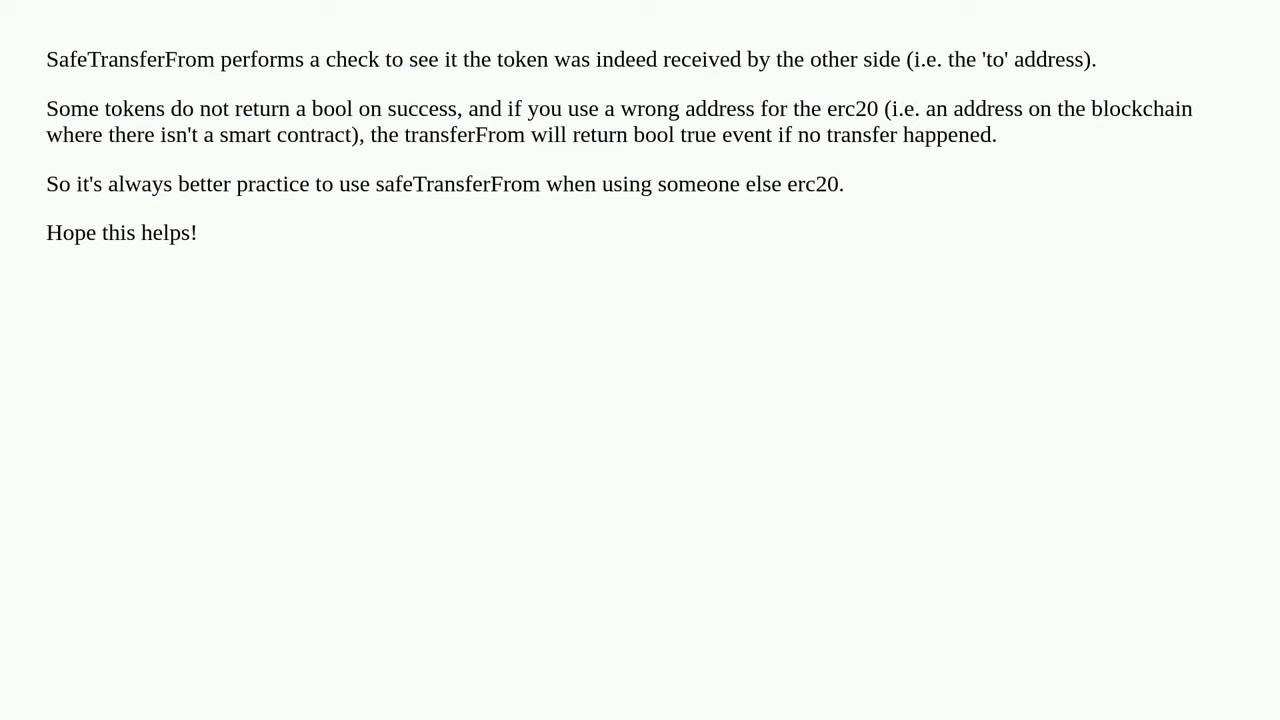 SafeTransferFrom performs a check to see it the token was indeed received by the other side (i.e. the 'to' address).
Some tokens do not return a bool on success, and if you use a wrong address for the erc20 (i.e. an address on the blockchain
where there isn't a smart contract), the transferFrom will return bool true event if no transfer happened.
So it's always better practice to use safeTransferFrom when using someone else erc20.
Hope this helps!